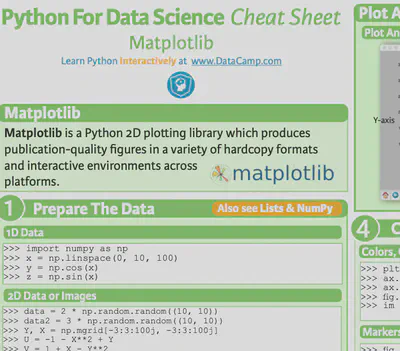 Python For Data Science Cheat Sheet
Matplotlib
Learn Python Interactively at www.DataCamp.com
Matplotlib
Matplotlib is a Python 2D plotting library which produces
publication-quality figures in a variety of hardcopy formats
and interactive environments across
platforms.
matplotlib
1 Prepare The Data
Also see Lists & NumPy
1D Data
>>> import numpy as np
>>> x = np.linspace(0, 10, 100)
>>> y = np.cos(x)
>>> z = np.sin(x)
2D Data or Images
>>> data = 2 * np.random.random((10, 10))
>>> data2 = 3 * np.random.random((10, 10))
>>> Y, X = np.mgrid[-3:3:100j, -3:3:100j]
>>> U = -1 - X**2 + Y
>>> V = 1 + X - Y**2
Plot A
Plot An
Y-axis
4 C
Colors,
>>> plt
>>> ax.
>>> ax.
>>> fig.
>>> im
Markers
>>> fig,